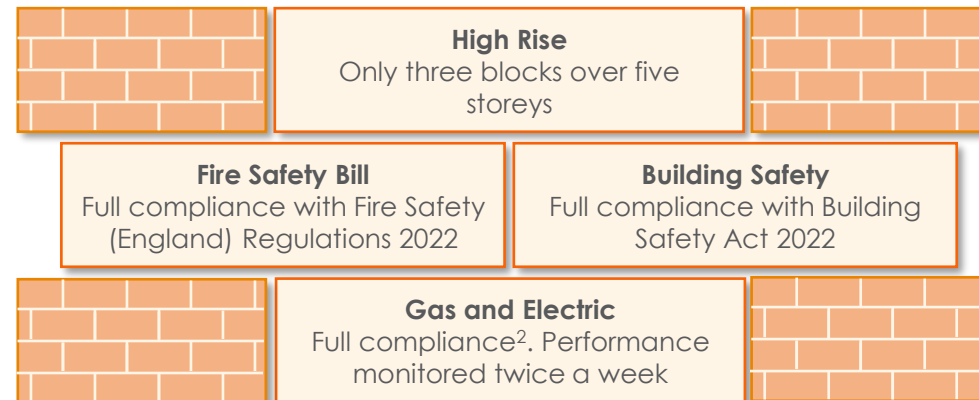 High Rise
Only three blocks over five
storeys
Fire Safety Bill
Full compliance with Fire Safety
(England) Regulations 2022
Building Safety
Full compliance with Building
Safety Act 2022
Gas and Electric
Full compliance². Performance
monitored twice a week